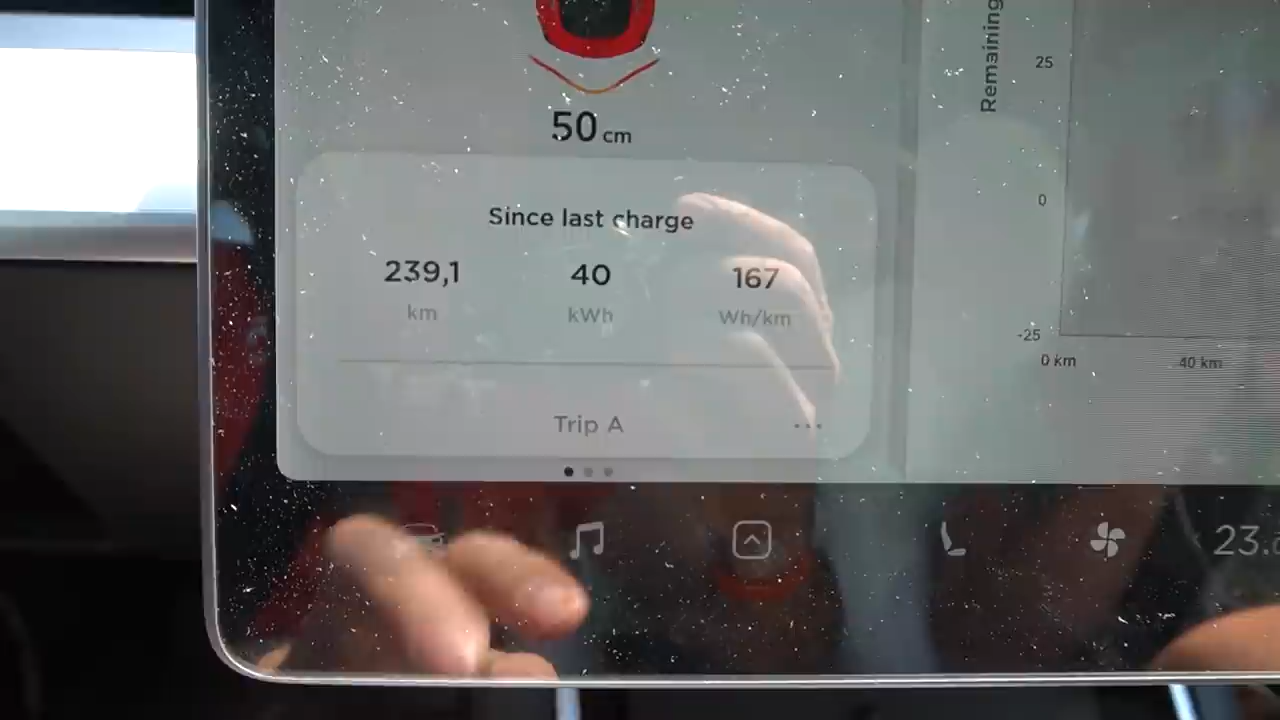 50 cm
Since last charge
239,1 40 167
km kWh Wh/km
Trip A
Remaining
25
0
-25
0 km 40 km